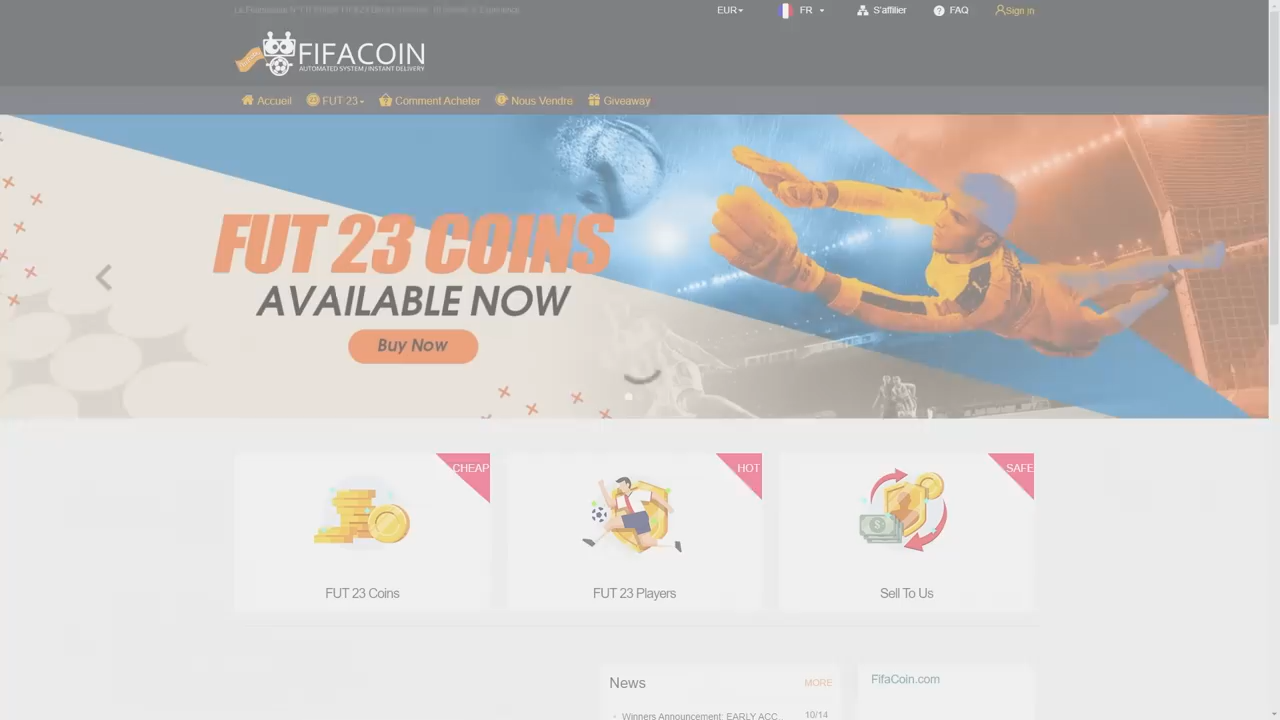 EUR FR S'affilier FAQ Sign in
FIFACOIN
AUTOMATED SYSTEM / INSTANT DELIVERY
Accueil FUT 23 Comment Acheter Nous Vendre Giveaway
FUT 23 COINS
AVAILABLE NOW
Buy Now
CHEAP
HOT
SAFE
FUT 23 Coins
FUT 23 Players
Sell To Us
News MORE
FifaCoin.com
Winners Announcement: EARLY ACC... 10/14